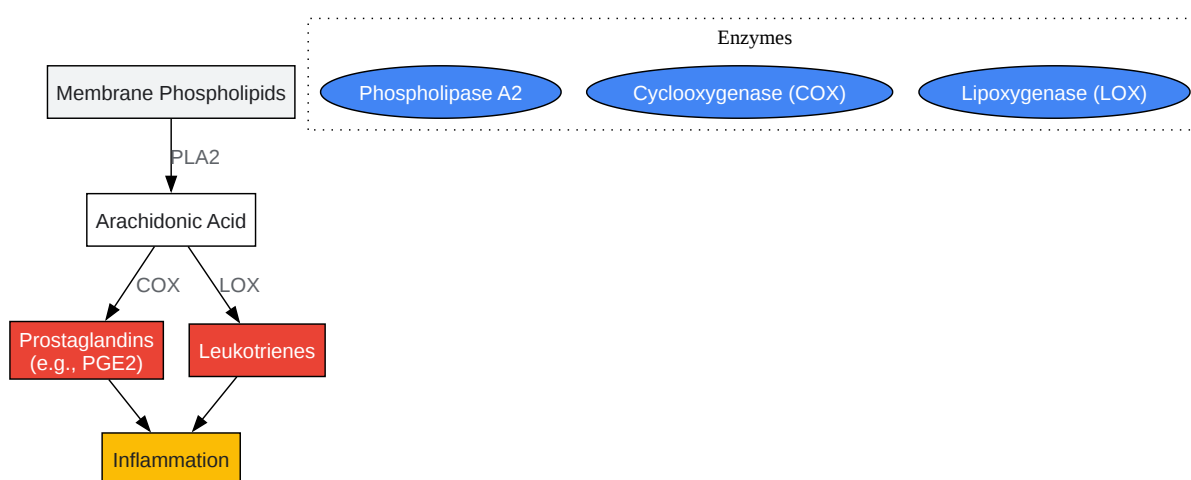 Enzymes
Membrane Phospholipids
Phospholipase A2
Cyclooxygenase (COX)
Lipoxygenase (LOX)
PLA2
Arachidonic Acid
COX
LOX
Prostaglandins
(e.g., PGE2)
Leukotrienes
Inflammation